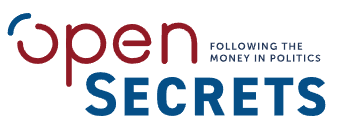 open
FOLLOWING THE
MONEY IN POLITICS
SECRETS